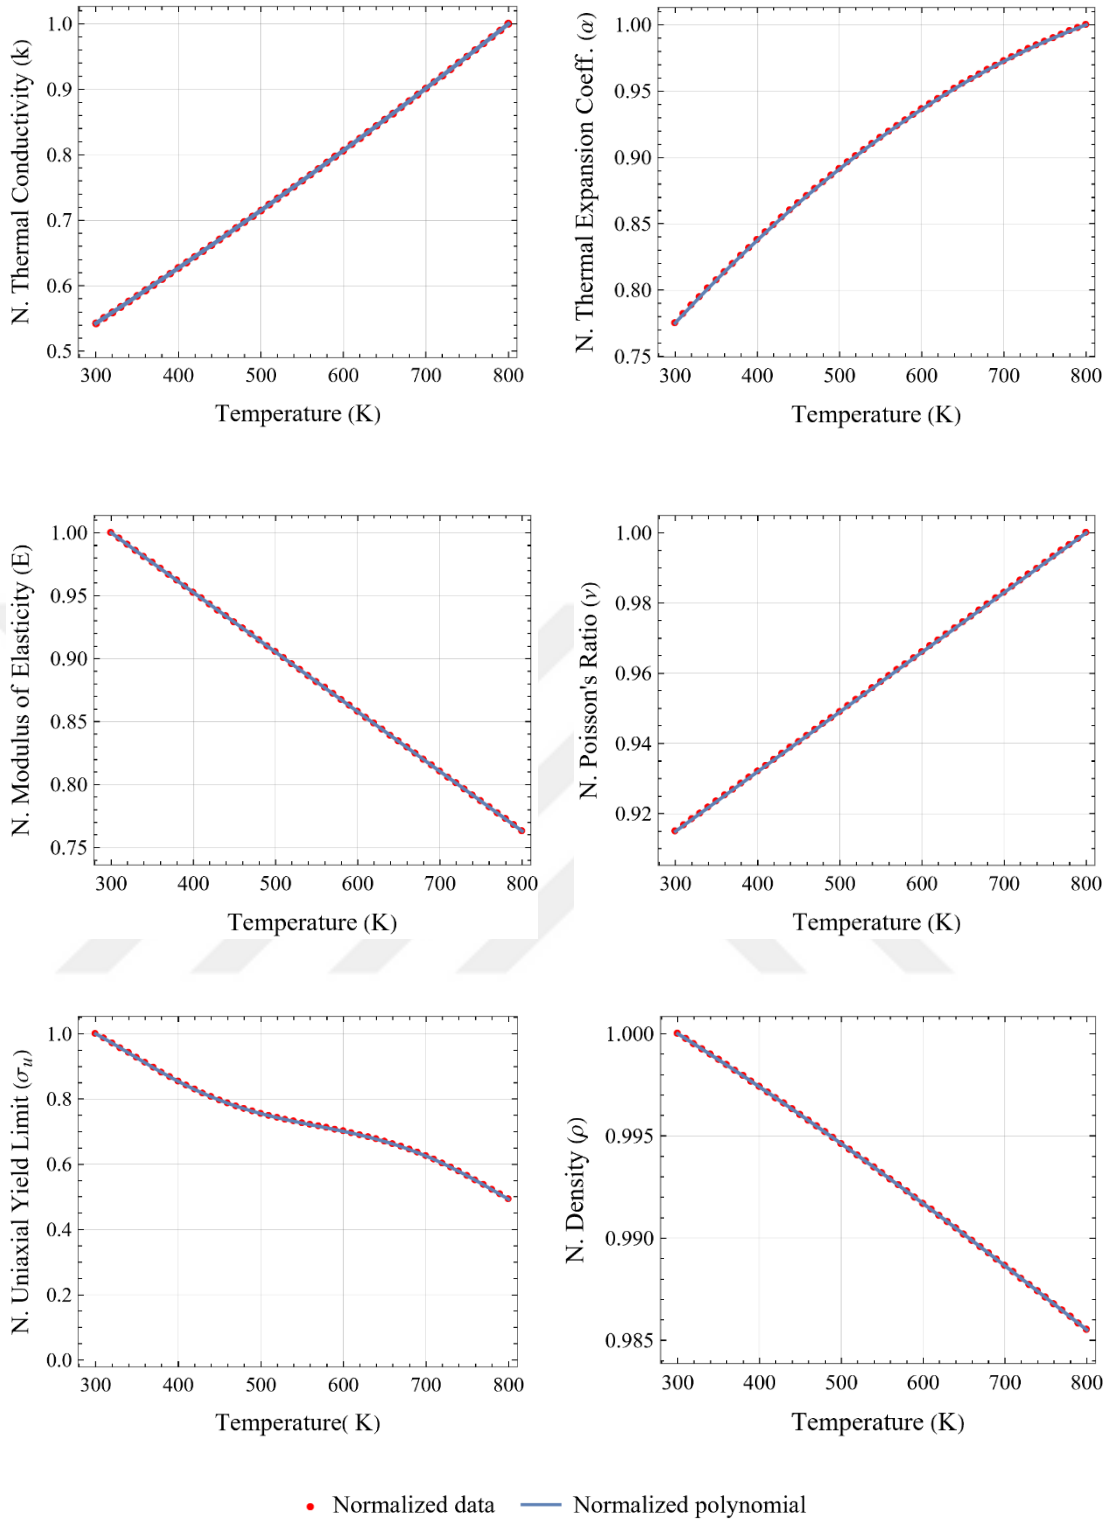 N. Thermal Conductivity (k)
1.0
0.9
0.8
0.7
0.6
0.5
300 400 500 600 700 800
Temperature (K)
N. Thermal Expansion Coeff. (α)
1.00
0.95
0.90
0.85
0.80
0.75
300 400 500 600 700 800
Temperature (K)
N. Modulus of Elasticity (E)
1.00
0.95
0.90
0.85
0.80
0.75
300 400 500 600 700 800
Temperature (K)
N. Poisson's Ratio (ν)
1.00
0.98
0.96
0.94
0.92
300 400 500 600 700 800
Temperature (K)
N. Uniaxial Yield Limit (σu)
1.0
0.8
0.6
0.4
0.2
0.0
300 400 500 600 700 800
Temperature( K)
N. Density (ρ)
1.000
0.995
0.990
0.985
300 400 500 600 700 800
Temperature (K)
Normalized data Normalized polynomial